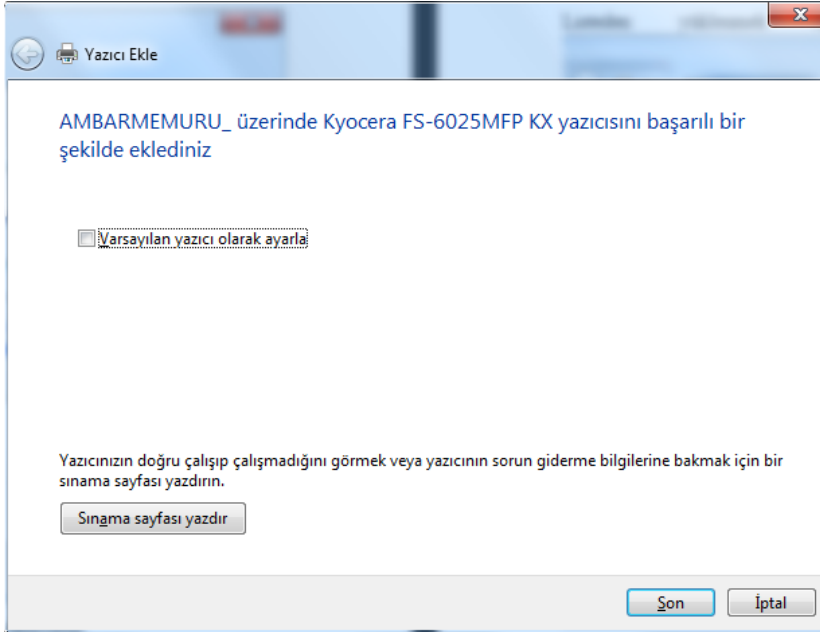 Yazıcı Ekle
AMBARMEMURU_ üzerinde Kyocera FS-6025MFP KX yazıcısını başarılı bir
şekilde eklediniz
Varsayılan yazıcı olarak ayarla
Yazıcınızın doğru çalışıp çalışmadığını görmek veya yazıcının sorun giderme bilgilerine bakmak için bir
sınama sayfası yazdırın.
Sınama sayfası yazdır
Son
İptal